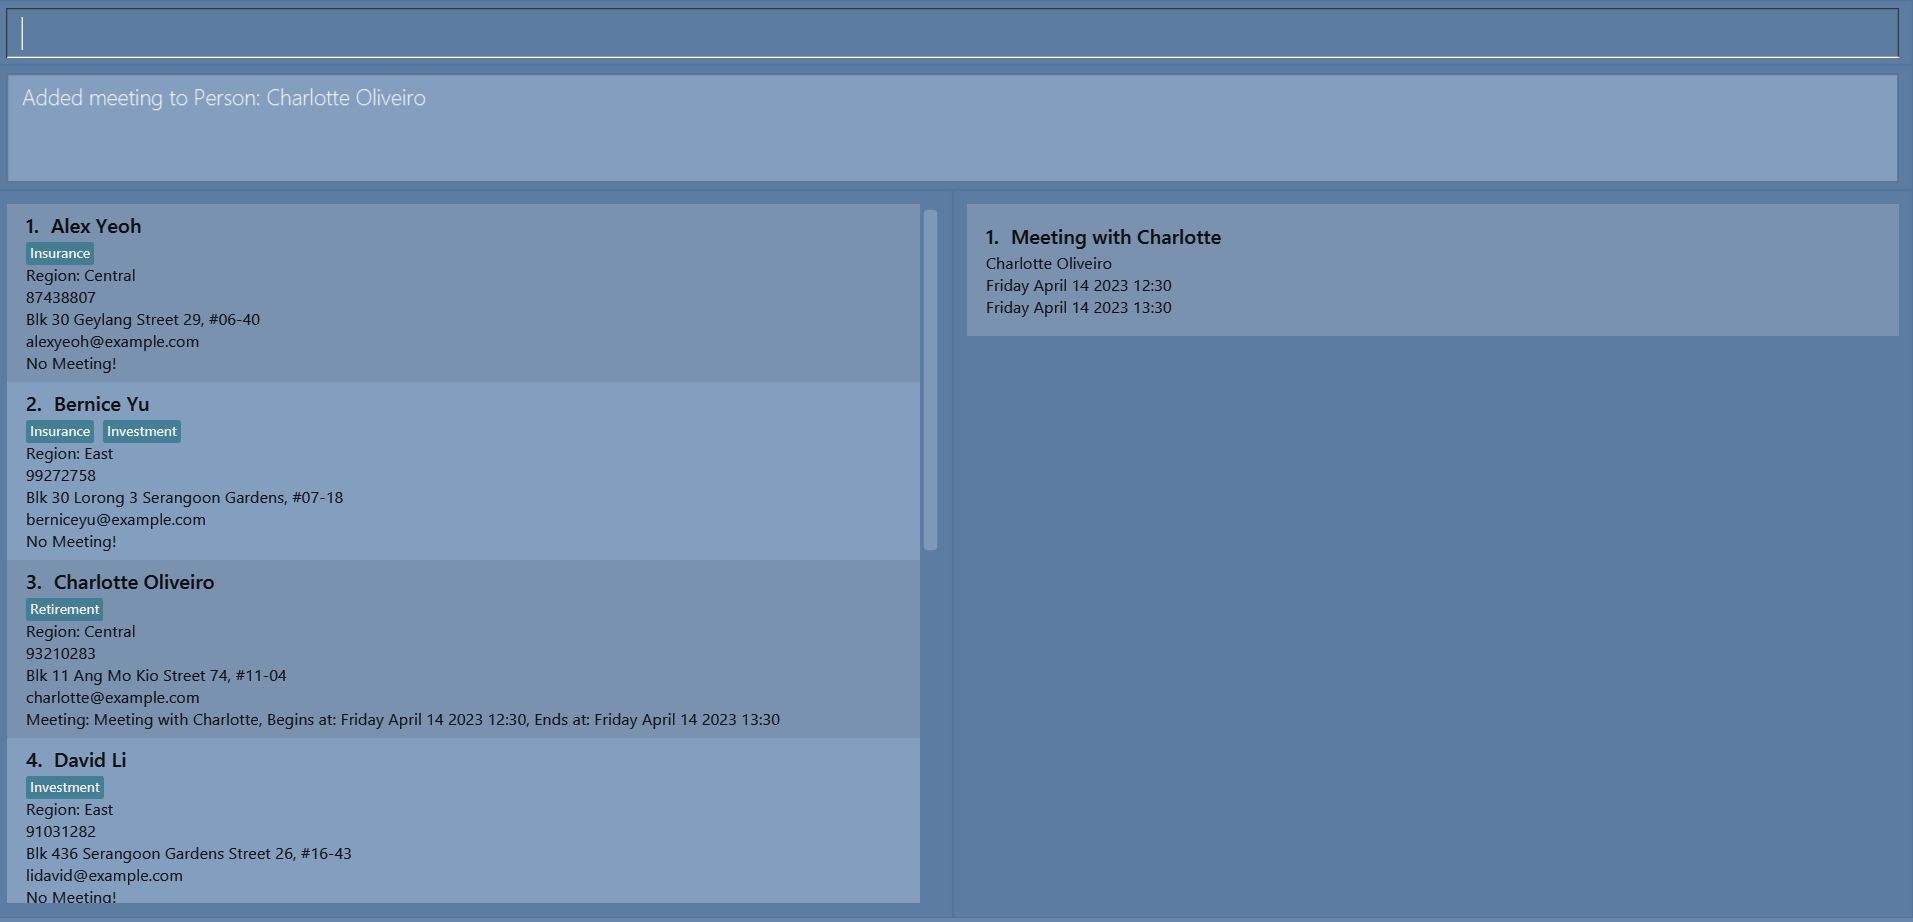 Added meeting to Person: Charlotte Oliveiro
1. Alex Yeoh
Insurance
Region: Central
87438807
Blk 30 Geylang Street 29, #06-40
alexyeoh@example.com
No Meeting!
2. Bernice Yu
Insurance Investment
Region: East
99272758
Blk 30 Lorong 3 Serangoon Gardens, #07-18
berniceyu@example.com
No Meeting!
3. Charlotte Oliveiro
Retirement
Region: Central
93210283
Blk 11 Ang Mo Kio Street 74, #11-04
charlotte@example.com
Meeting: Meeting with Charlotte, Begins at: Friday April 14 2023 12:30, Ends at: Friday April 14 2023 13:30
4. David Li
Investment
Region: East
91031282
Blk 436 Serangoon Gardens Street 26, #16-43
lidavid@example.com
No Meeting!
1. Meeting with Charlotte
Charlotte Oliveiro
Friday April 14 2023 12:30
Friday April 14 2023 13:30